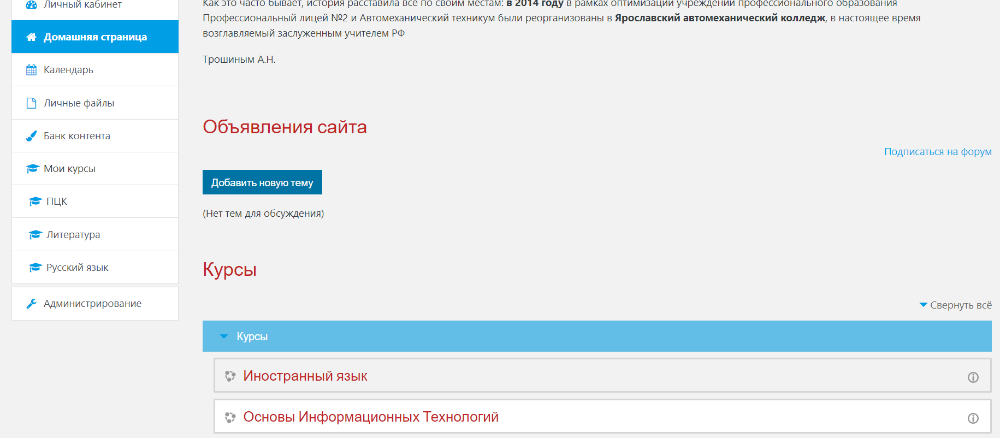 Личный кабинет
Домашняя страница
Календарь
Личные файлы
Банк контента
Мои курсы
ПЦК
Литература
Русский язык
Администрирование
Как это часто бывает, история расставила все по своим местам: в 2014 году в рамках оптимизации учреждений профессионального образования
Профессиональный лицей №2 и Автомеханический техникум были реорганизованы в Ярославский автомеханический колледж, в настоящее время
возглавляемый заслуженным учителем РФ
Трошиным А.Н.
Объявления сайта
Подписаться на форум
Добавить новую тему
(Нет тем для обсуждения)
Курсы
Свернуть всё
Курсы
Иностранный язык
Основы Информационных Технологий